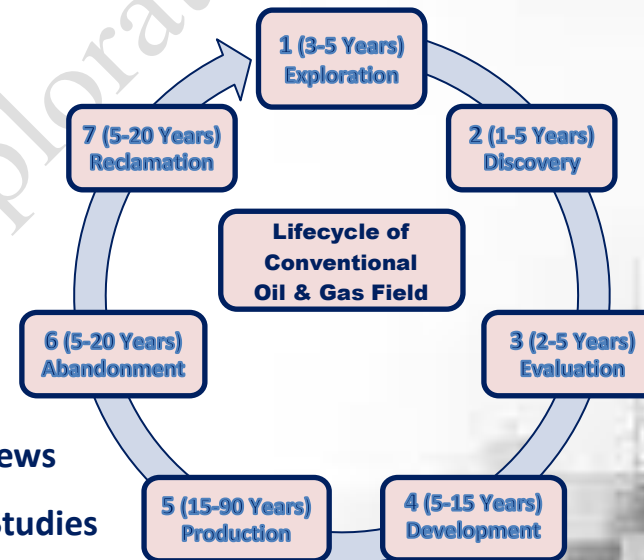 1 (3-5 Years)
Exploration
2 (1-5 Years)
Discovery
3 (2-5 Years)
Evaluation
4 (5-15 Years)
Development
5 (15-90 Years)
Production
6 (5-20 Years)
Abandonment
7 (5-20 Years)
Reclamation
Lifecycle of
Conventional
Oil & Gas Field